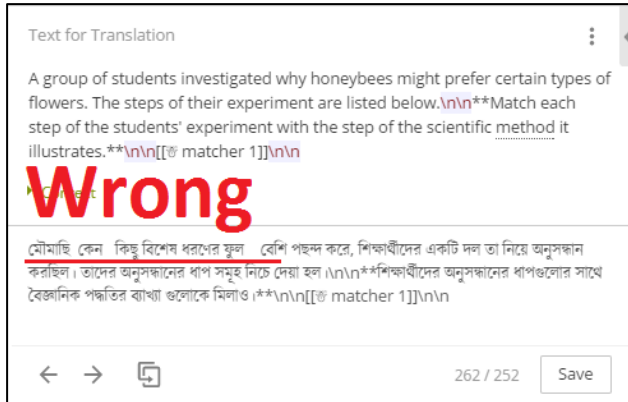 Text for Translation
A group of students investigated why honeybees might prefer certain types of
flowers. The steps of their experiment are listed below.\n\n**Match each
step of the students' experiment with the step of the scientific method it
illustrates.**\n\n[[☃ matcher 1]]\n\n
Wrong
মৌমাছি কেন কিছু বিশেষ ধরণের ফুল বেশি পছন্দ করে, শিক্ষার্থীদের একটি দল তা নিয়ে অনুসন্ধান
করছিল। তাদের অনুসন্ধানের ধাপ সমূহ নিচে দেয়া হল।\n\n**শিক্ষার্থীদের অনুসন্ধানের ধাপগুলোর সাথে
বৈজ্ঞানিক পদ্ধতির ব্যাখ্যা গুলোকে মিলাও।**\n\n[[☃ matcher 1]]\n\n
262 / 252 Save